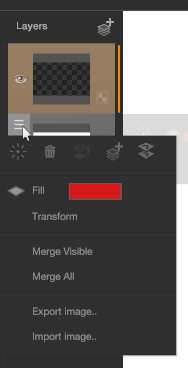 Layers
Fill
Transform
Merge Visible
Merge All
Export image..
Import image..